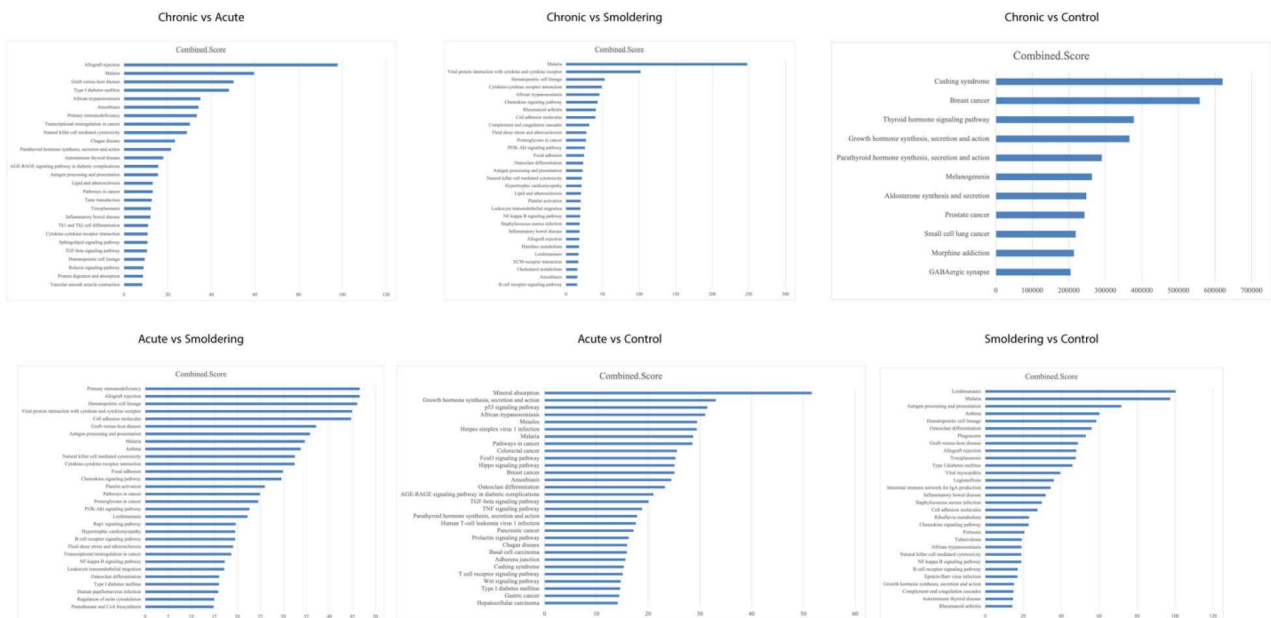 Chronic vs Acute
Combined.Score
Allograft rejection
Malaria
Graft-versus-host disease
Type I diabetes mellitus
African trypanosomiasis
Amoebiasis
Primary immunodeficiency
Transcriptional misregulation in cancer
Natural killer cell mediated cytotoxicity
Chagas disease
Parathyroid hormone synthesis, secretion and action
Autoimmune thyroid disease
AGE-RAGE signaling pathway in diabetic complications
Antigen processing and presentation
Lipid and atherosclerosis
Pathways in cancer
Taste transduction
Toxoplasmosis
Inflammatory bowel disease
Th1 and Th2 cell differentiation
Cytokine-cytokine receptor interaction
Sphingolipid signaling pathway
TGF-beta signaling pathway
Hematopoietic cell lineage
Relaxin signaling pathway
Protein digestion and absorption
Vascular smooth muscle contraction
0 20 40 60 80 100 120
Chronic vs Smoldering
Combined.Score
Malaria
Viral protein interaction with cytokine and cytokine receptor
Hematopoietic cell lineage
Cytokine-cytokine receptor interaction
African trypanosomiasis
Chemokine signaling pathway
Rheumatoid arthritis
Cell adhesion molecules
Complement and coagulation cascades
Fluid shear stress and atherosclerosis
Proteoglycans in cancer
PI3K-Akt signaling pathway
Focal adhesion
Osteoclast differentiation
Antigen processing and presentation
Natural killer cell mediated cytotoxicity
Hypertrophic cardiomyopathy
Lipid and atherosclerosis
Platelet activation
Leukocyte transendothelial migration
NF-kappa B signaling pathway
Staphylococcus aureus infection
Inflammatory bowel disease
Allograft rejection
Histidine metabolism
Leishmaniasis
ECM-receptor interaction
Cholesterol metabolism
Amoebiasis
B cell receptor signaling pathway
0 50 100 150 200 250 300
Chronic vs Control
Combined.Score
Cushing syndrome
Breast cancer
Thyroid hormone signaling pathway
Growth hormone synthesis, secretion and action
Parathyroid hormone synthesis, secretion and action
Melanogenesis
Aldosterone synthesis and secretion
Prostate cancer
Small cell lung cancer
Morphine addiction
GABAergic synapse
0 100000 200000 300000 400000 500000 600000 700000
Acute vs Smoldering
Combined.Score
Primary immunodeficiency
Allograft rejection
Hematopoietic cell lineage
Viral protein interaction with cytokine and cytokine receptor
Cell adhesion molecules
Graft-versus-host disease
Antigen processing and presentation
Malaria
Asthma
Natural killer cell mediated cytotoxicity
Cytokine-cytokine receptor interaction
Focal adhesion
Chemokine signaling pathway
Platelet activation
Pathways in cancer
Proteoglycans in cancer
PI3K-Akt signaling pathway
Leishmaniasis
Rap1 signaling pathway
Hypertrophic cardiomyopathy
B cell receptor signaling pathway
Fluid shear stress and atherosclerosis
Transcriptional misregulation in cancer
NF-kappa B signaling pathway
Leukocyte transendothelial migration
Osteoclast differentiation
Type I diabetes mellitus
Human papillomavirus infection
Regulation of actin cytoskeleton
Pantothenate and CoA biosynthesis
0 5 10 15 20 25 30 35 40 45 50
Acute vs Control
Combined.Score
Mineral absorption
Growth hormone synthesis, secretion and action
p53 signaling pathway
African trypanosomiasis
Measles
Herpes simplex virus 1 infection
Malaria
Pathways in cancer
Colorectal cancer
FoxO signaling pathway
Hippo signaling pathway
Breast cancer
Amoebiasis
Osteoclast differentiation
AGE-RAGE signaling pathway in diabetic complications
TGF-beta signaling pathway
TNF signaling pathway
Parathyroid hormone synthesis, secretion and action
Human T-cell leukemia virus 1 infection
Pancreatic cancer
Prolactin signaling pathway
Chagas disease
Basal cell carcinoma
Adherens junction
Cushing syndrome
T cell receptor signaling pathway
Wnt signaling pathway
Type I diabetes mellitus
Gastric cancer
Hepatocellular carcinoma
0 10 20 30 40 50 60
Smoldering vs Control
Combined.Score
Leishmaniasis
Malaria
Antigen processing and presentation
Asthma
Hematopoietic cell lineage
Osteoclast differentiation
Phagosome
Graft-versus-host disease
Allograft rejection
Toxoplasmosis
Type I diabetes mellitus
Viral myocarditis
Legionellosis
Intestinal immune network for IgA production
Inflammatory bowel disease
Staphylococcus aureus infection
Cell adhesion molecules
Riboflavin metabolism
Chemokine signaling pathway
Pertussis
Tuberculosis
African trypanosomiasis
Natural killer cell mediated cytotoxicity
NF-kappa B signaling pathway
B cell receptor signaling pathway
Epstein-Barr virus infection
Growth hormone synthesis, secretion and action
Complement and coagulation cascades
Autoimmune thyroid disease
Rheumatoid arthritis
0 20 40 60 80 100 120